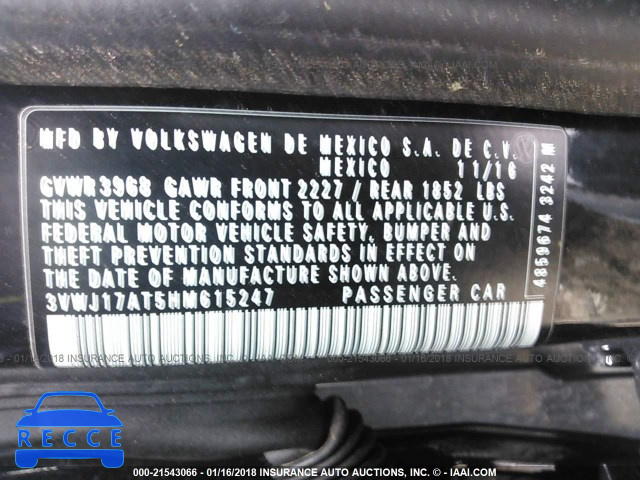 MFD BY VOLKSWAGEN DE MEXICO S.A. DE C.V.
MEXICO 11/16
GVWR 3968 GAWR FRONT 2227 / REAR 1852 LBS
THIS VEHICLE CONFORMS TO ALL APPLICABLE U.S.
FEDERAL MOTOR VEHICLE SAFETY, BUMPER AND
THEFT PREVENTION STANDARDS IN EFFECT ON
THE DATE OF MANUFACTURE SHOWN ABOVE.
3VWJ17AT5HM615247 PASSENGER CAR
4859674 3242 M
000-21543066 - 01/16/2018 INSURANCE AUTO AUCTIONS, INC. - © IAAI.COM
RECCE